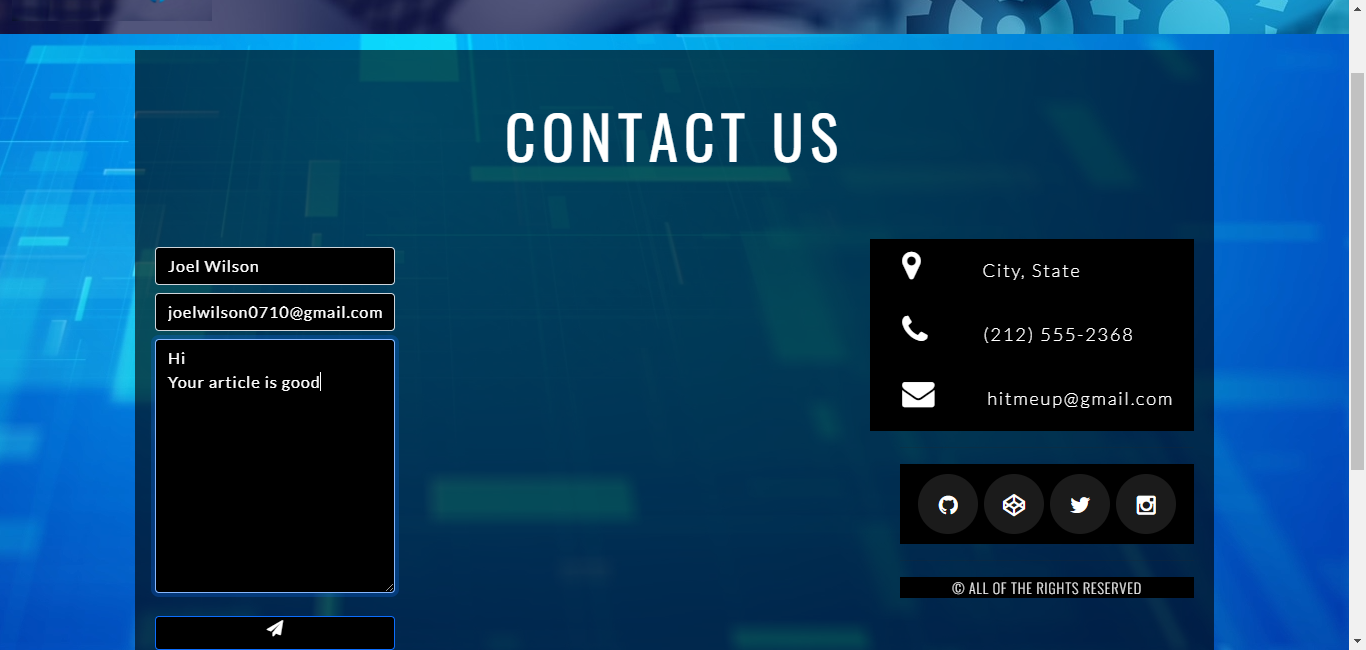 CONTACT US
Joel Wilson
joelwilson0710@gmail.com
Hi
Your article is good
City, State
(212) 555-2368
hitmeup@gmail.com
© ALL OF THE RIGHTS RESERVED